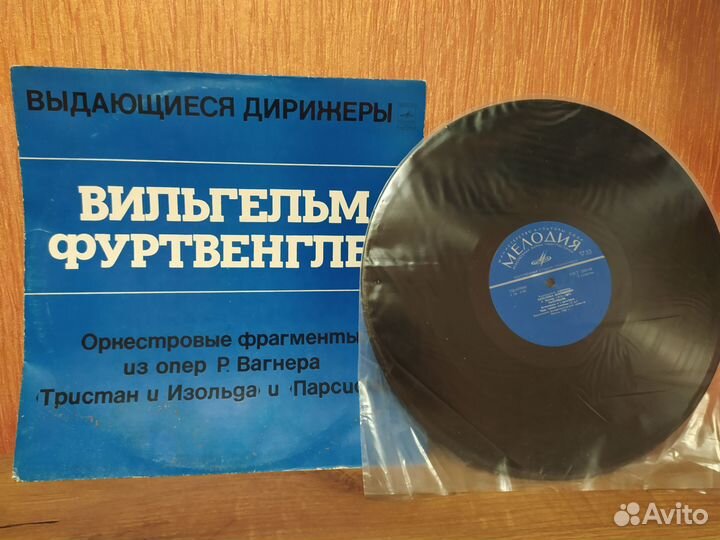 ВЫДАЮЩИЕСЯ ДИРИЖЕРЫ
ВИЛЬГЕЛЬМ
ФУРТВЕНГЛЕ
Оркестровые фрагменты
из опер Р. Вагнера
‹Тристан и Изольда› и ‹Парси
МЕЛОДИЯ
Avito